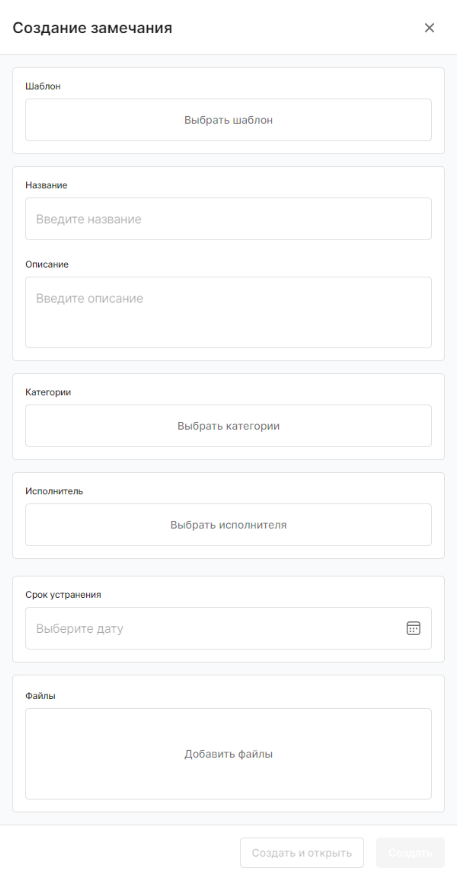 Создание замечания
Шаблон
Выбрать шаблон
Название
Введите название
Описание
Введите описание
Категории
Выбрать категории
Исполнитель
Выбрать исполнителя
Срок устранения
Выберите дату
Файлы
Добавить файлы
Создать и открыть
Создать